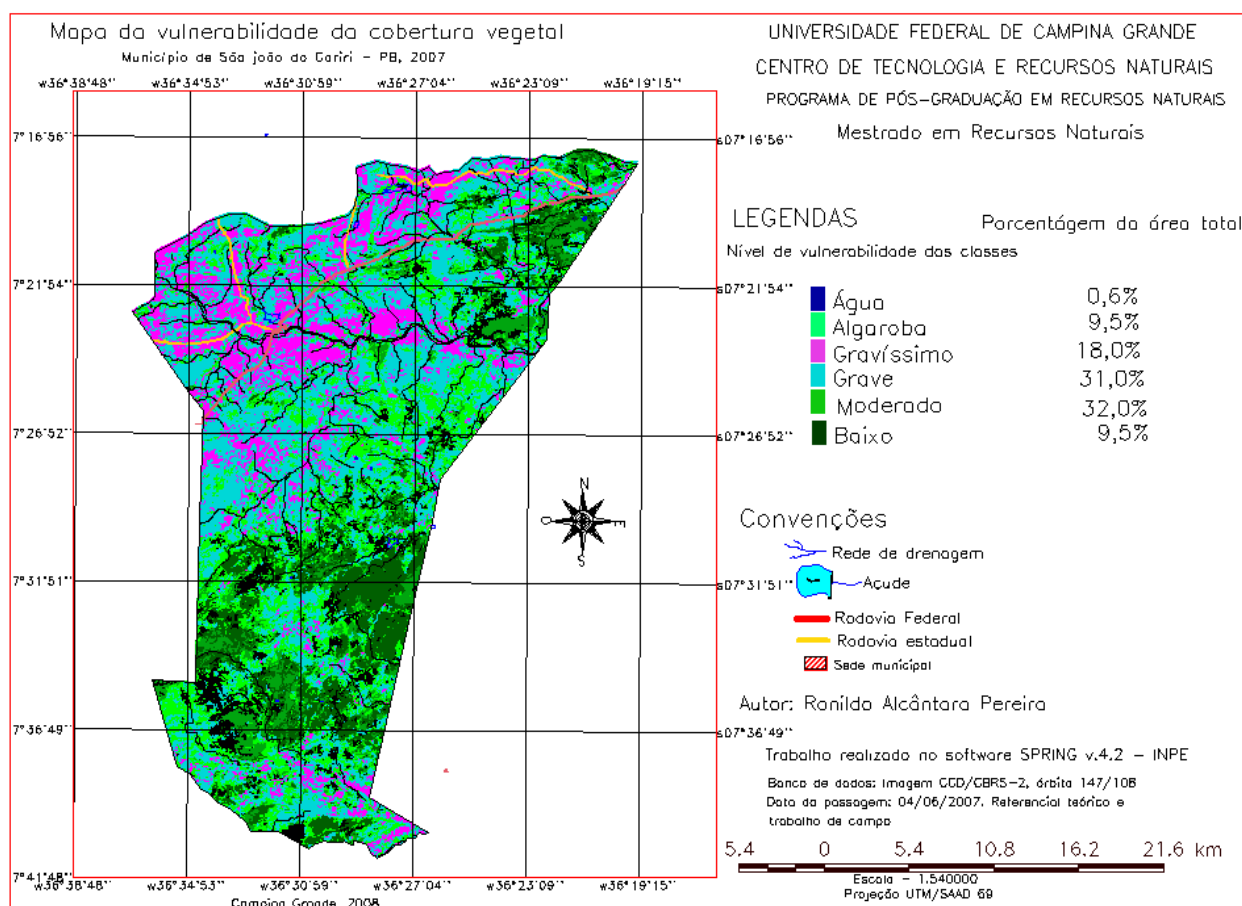 Mapa da vulnerabilidade da cobertura vegetal
Município de São joão do Cariri - PB, 2007
w36°38'48'' w36°34'53'' w36°30'59'' w36°27'04'' w36°23'09'' w36°19'15''
7°16'56''
7°21'54''
7°26'52''
7°31'51''
7°36'49''
7°41'48''
s07°16'56''
s07°21'54''
s07°26'52''
s07°31'51''
s07°36'49''
w36°38'48'' w36°34'53'' w36°30'59'' w36°27'04'' w36°23'09'' w36°19'15''
Campina Grande, 2008
N
O E
S
UNIVERSIDADE FEDERAL DE CAMPINA GRANDE
CENTRO DE TECNOLOGIA E RECURSOS NATURAIS
PROGRAMA DE PÓS-GRADUAÇÃO EM RECURSOS NATURAIS
Mestrado em Recursos Naturais
LEGENDAS Porcentágem da área total
Nível de vulnerabilidade das classes
Água 0,6%
Algaroba 9,5%
Gravíssimo 18,0%
Grave 31,0%
Moderado 32,0%
Baixo 9,5%
Convenções
Rede de drenagem
Açude
Rodovia Federal
Rodovia estadual
Sede municipal
Autor: Ronildo Alcântara Pereira
Trabalho realizado no software SPRING v.4.2 - INPE
Banco de dados: Imagem CCD/CBRS-2, órbita 147/108
Data da passagem: 04/06/2007. Referencial teórico e
trabalho de campo
5.4 0 5.4 10.8 16.2 21.6 km
Escala - 1.540000
Projeção UTM/SAAD 69